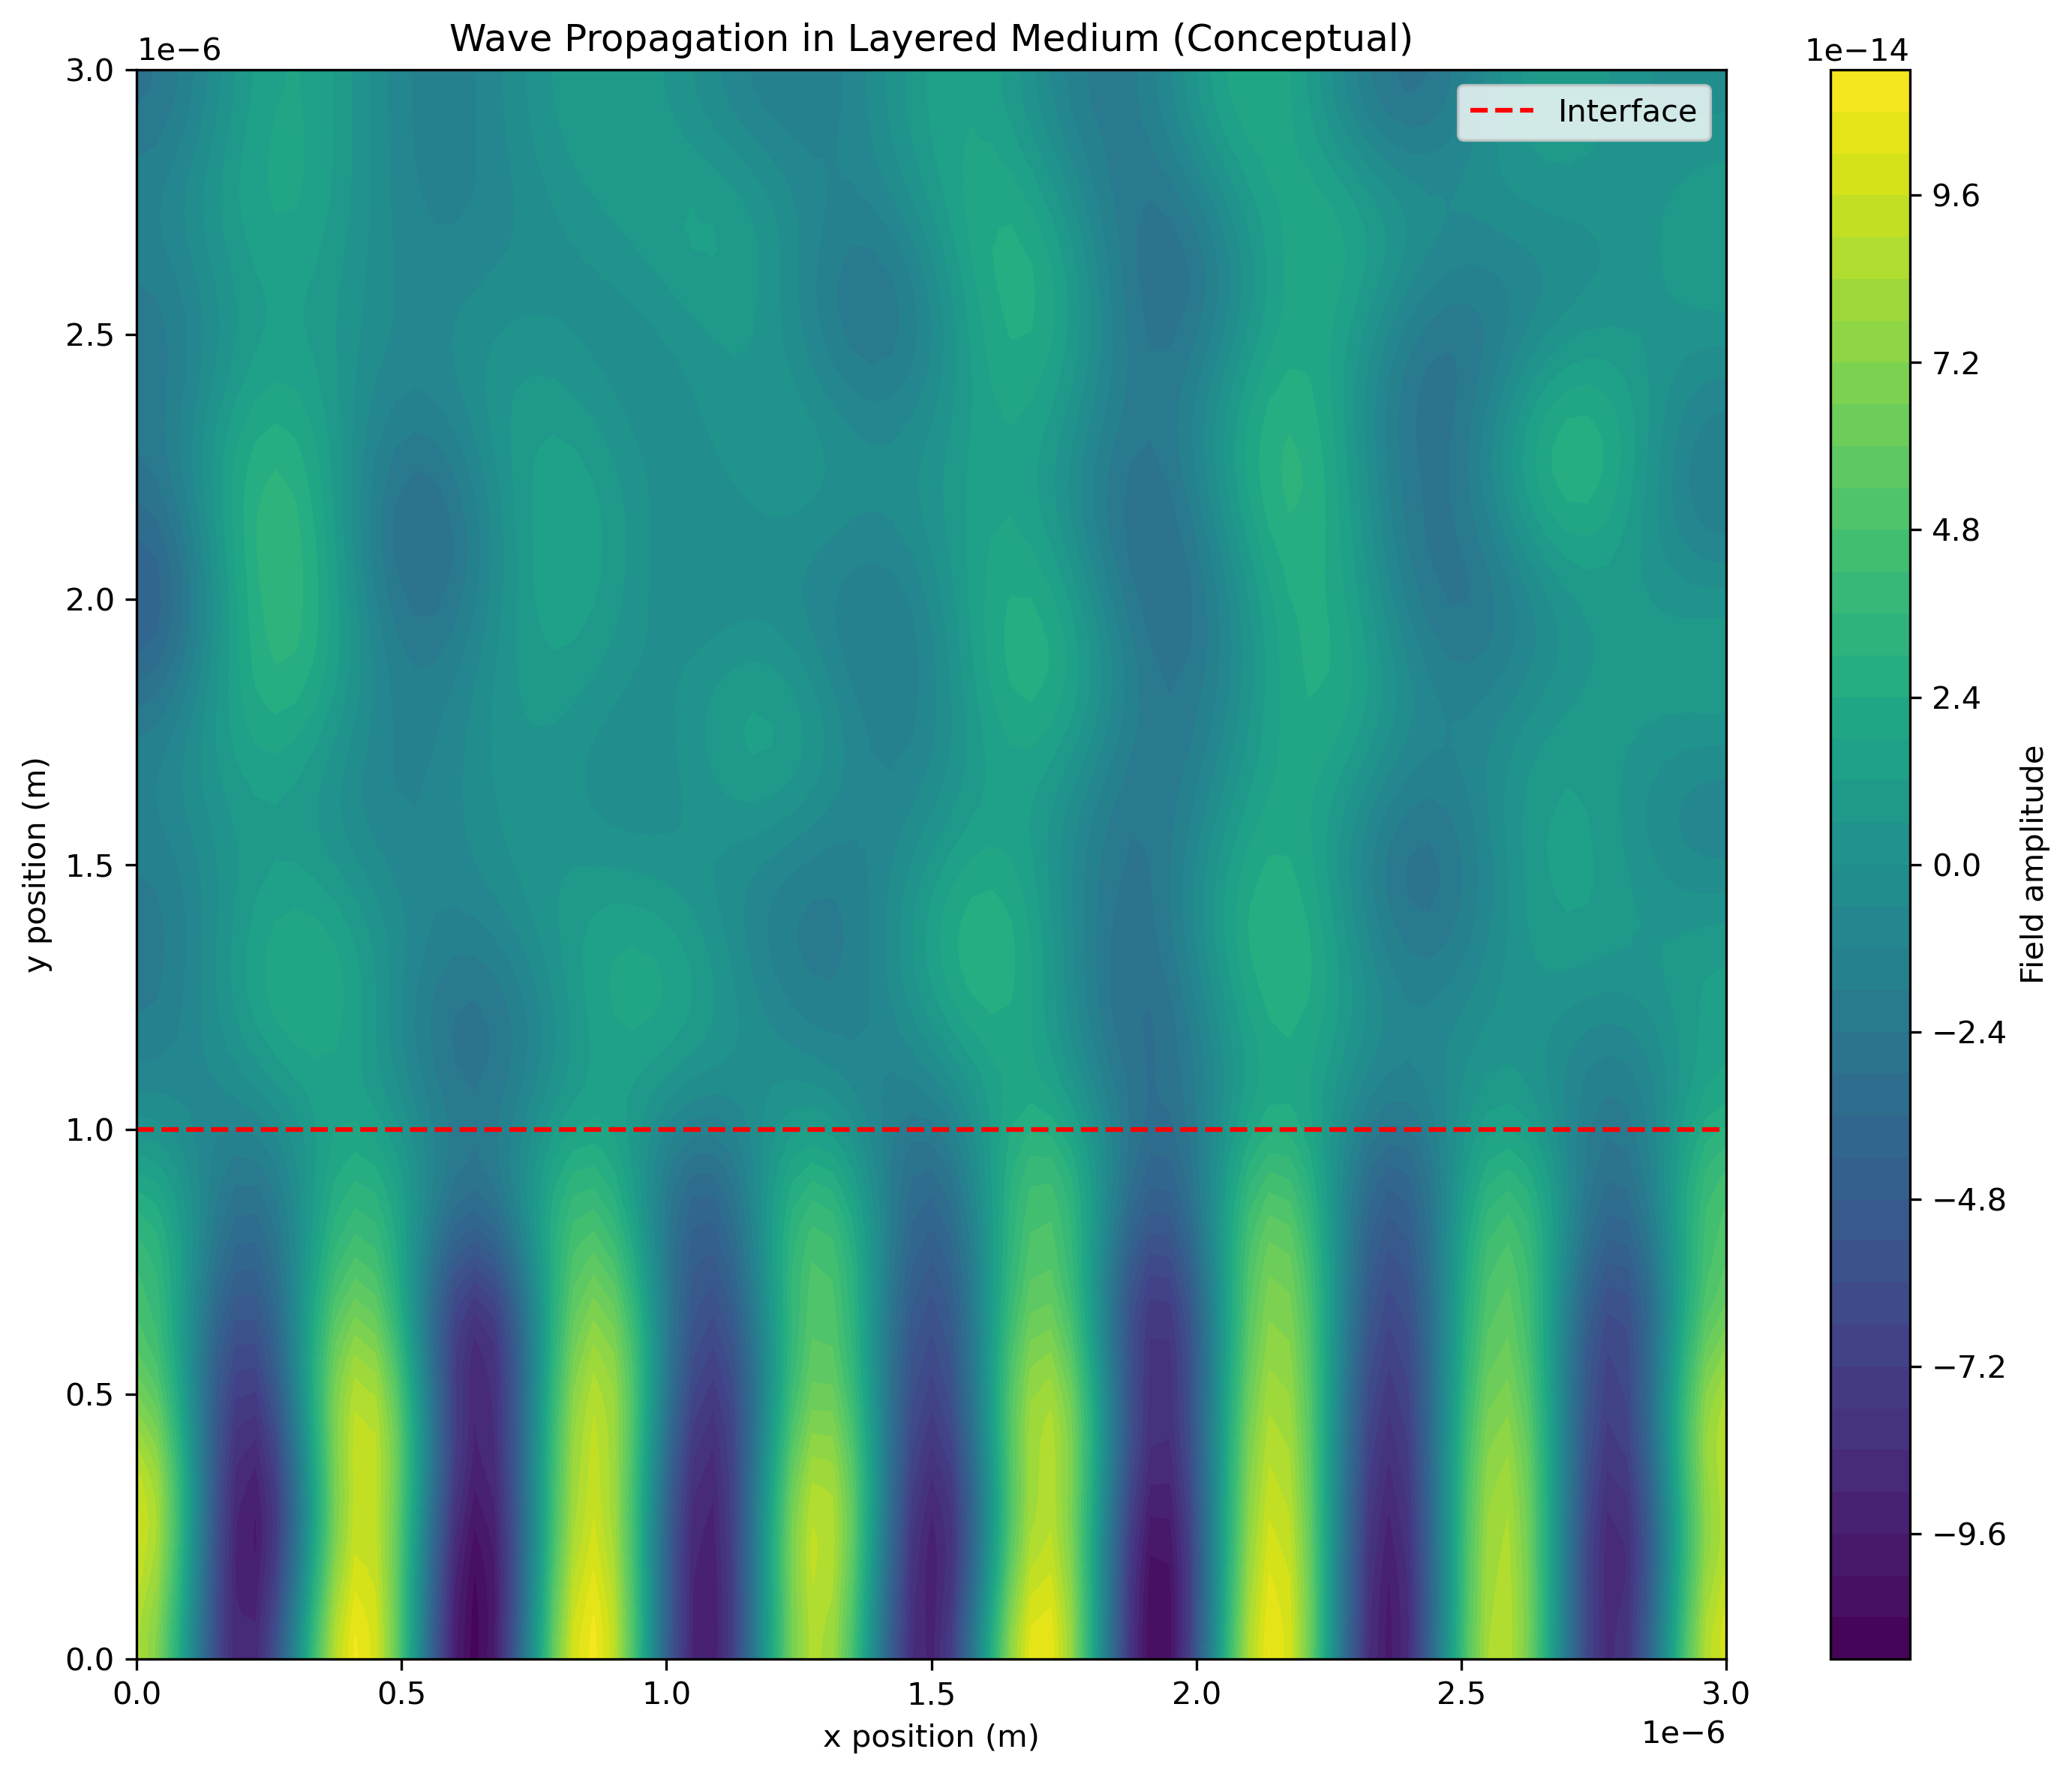 Wave Propagation in Layered Medium (Conceptual)
1e−6
1e−14
Interface
3.0
2.5
2.0
1.5
1.0
0.5
0.0
y position (m)
0.0 0.5 1.0 1.5 2.0 2.5 3.0
x position (m)
1e−6
9.6
7.2
4.8
2.4
0.0
−2.4
−4.8
−7.2
−9.6
Field amplitude